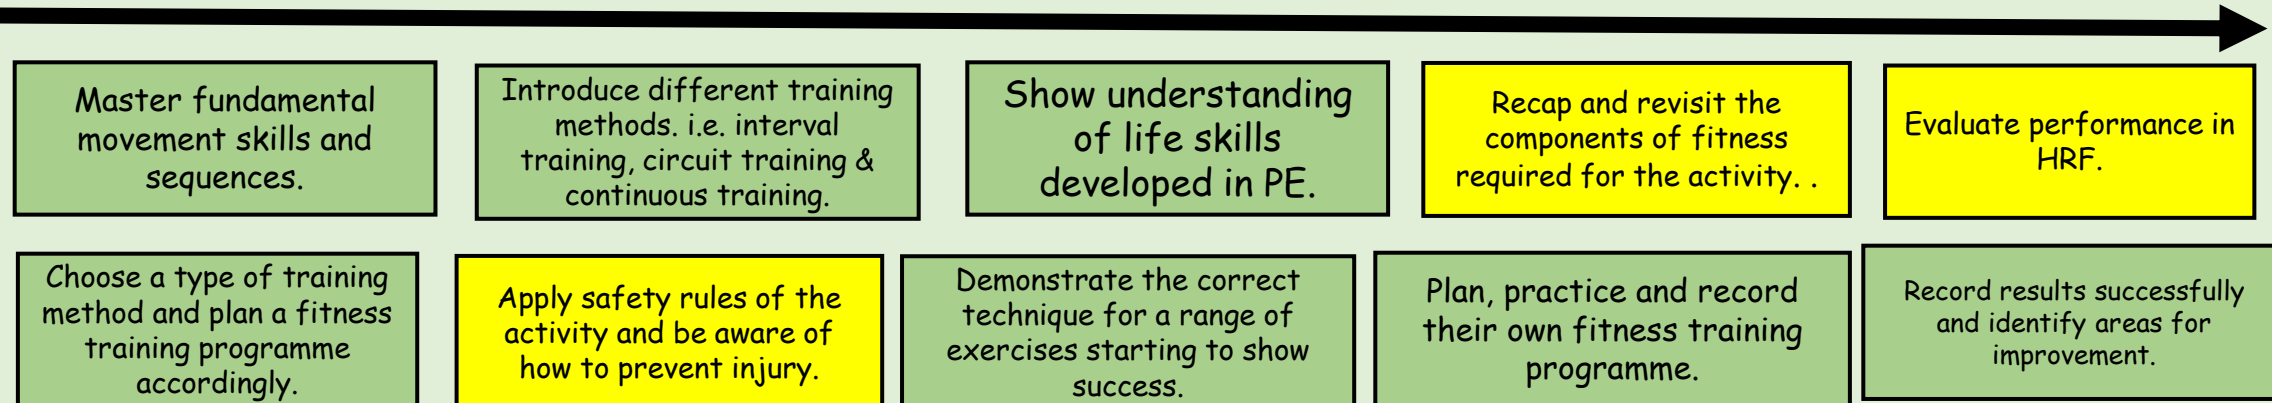 Master fundamental
movement skills and
sequences.
Introduce different training
methods. i.e. interval
training, circuit training &
continuous training.
Show understanding
of life skills
developed in PE.
Recap and revisit the
components of fitness
required for the activity. .
Evaluate performance in
HRF.
Choose a type of training
method and plan a fitness
training programme
accordingly.
Apply safety rules of the
activity and be aware of
how to prevent injury.
Demonstrate the correct
technique for a range of
exercises starting to show
success.
Plan, practice and record
their own fitness training
programme.
Record results successfully
and identify areas for
improvement.